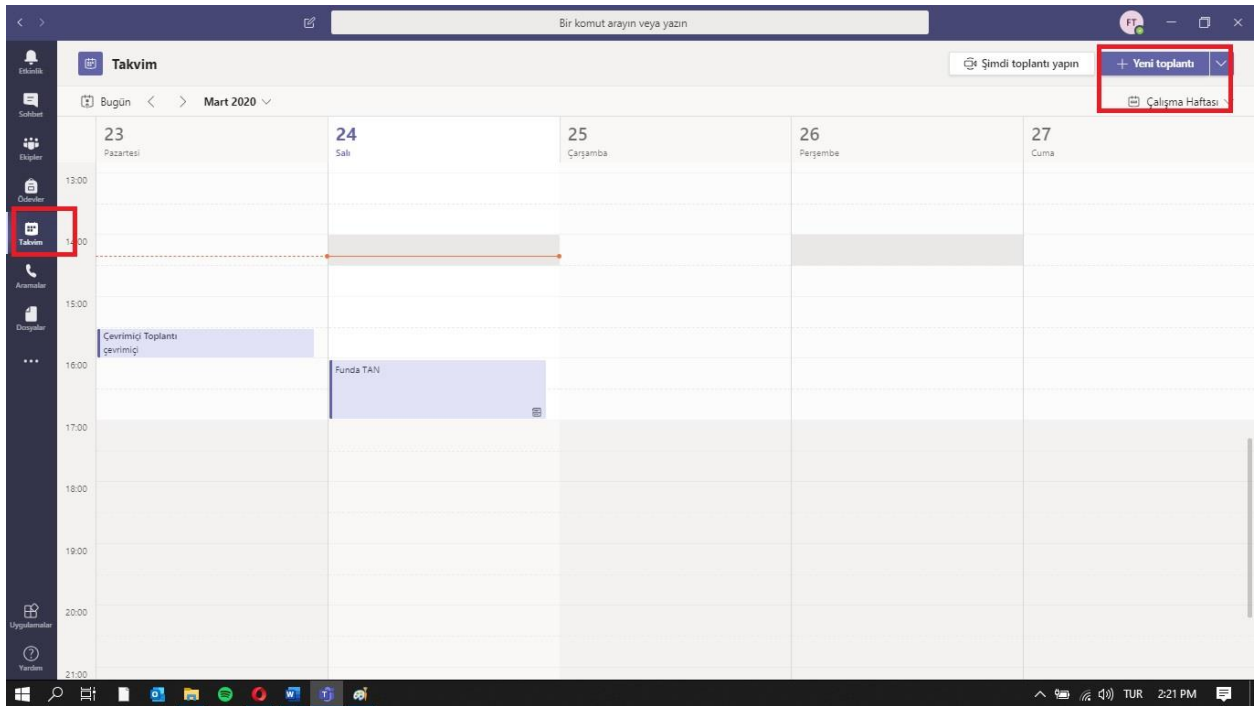 Bir komut arayın veya yazın
FT
Etkinlik
Sohbet
Ekipler
Ödevler
Takvim
Aramalar
Dosyalar
Uygulamalar
Yardım
Takvim
Şimdi toplantı yapın
+ Yeni toplantı
Bugün
Mart 2020
Çalışma Haftası
23
Pazartesi
24
Salı
25
Çarşamba
26
Perşembe
27
Cuma
13:00
14:00
15:00
Çevrimiçi Toplantı
çevrimiçi
16:00
Funda TAN
17:00
18:00
19:00
20:00
21:00
TUR
2:21 PM